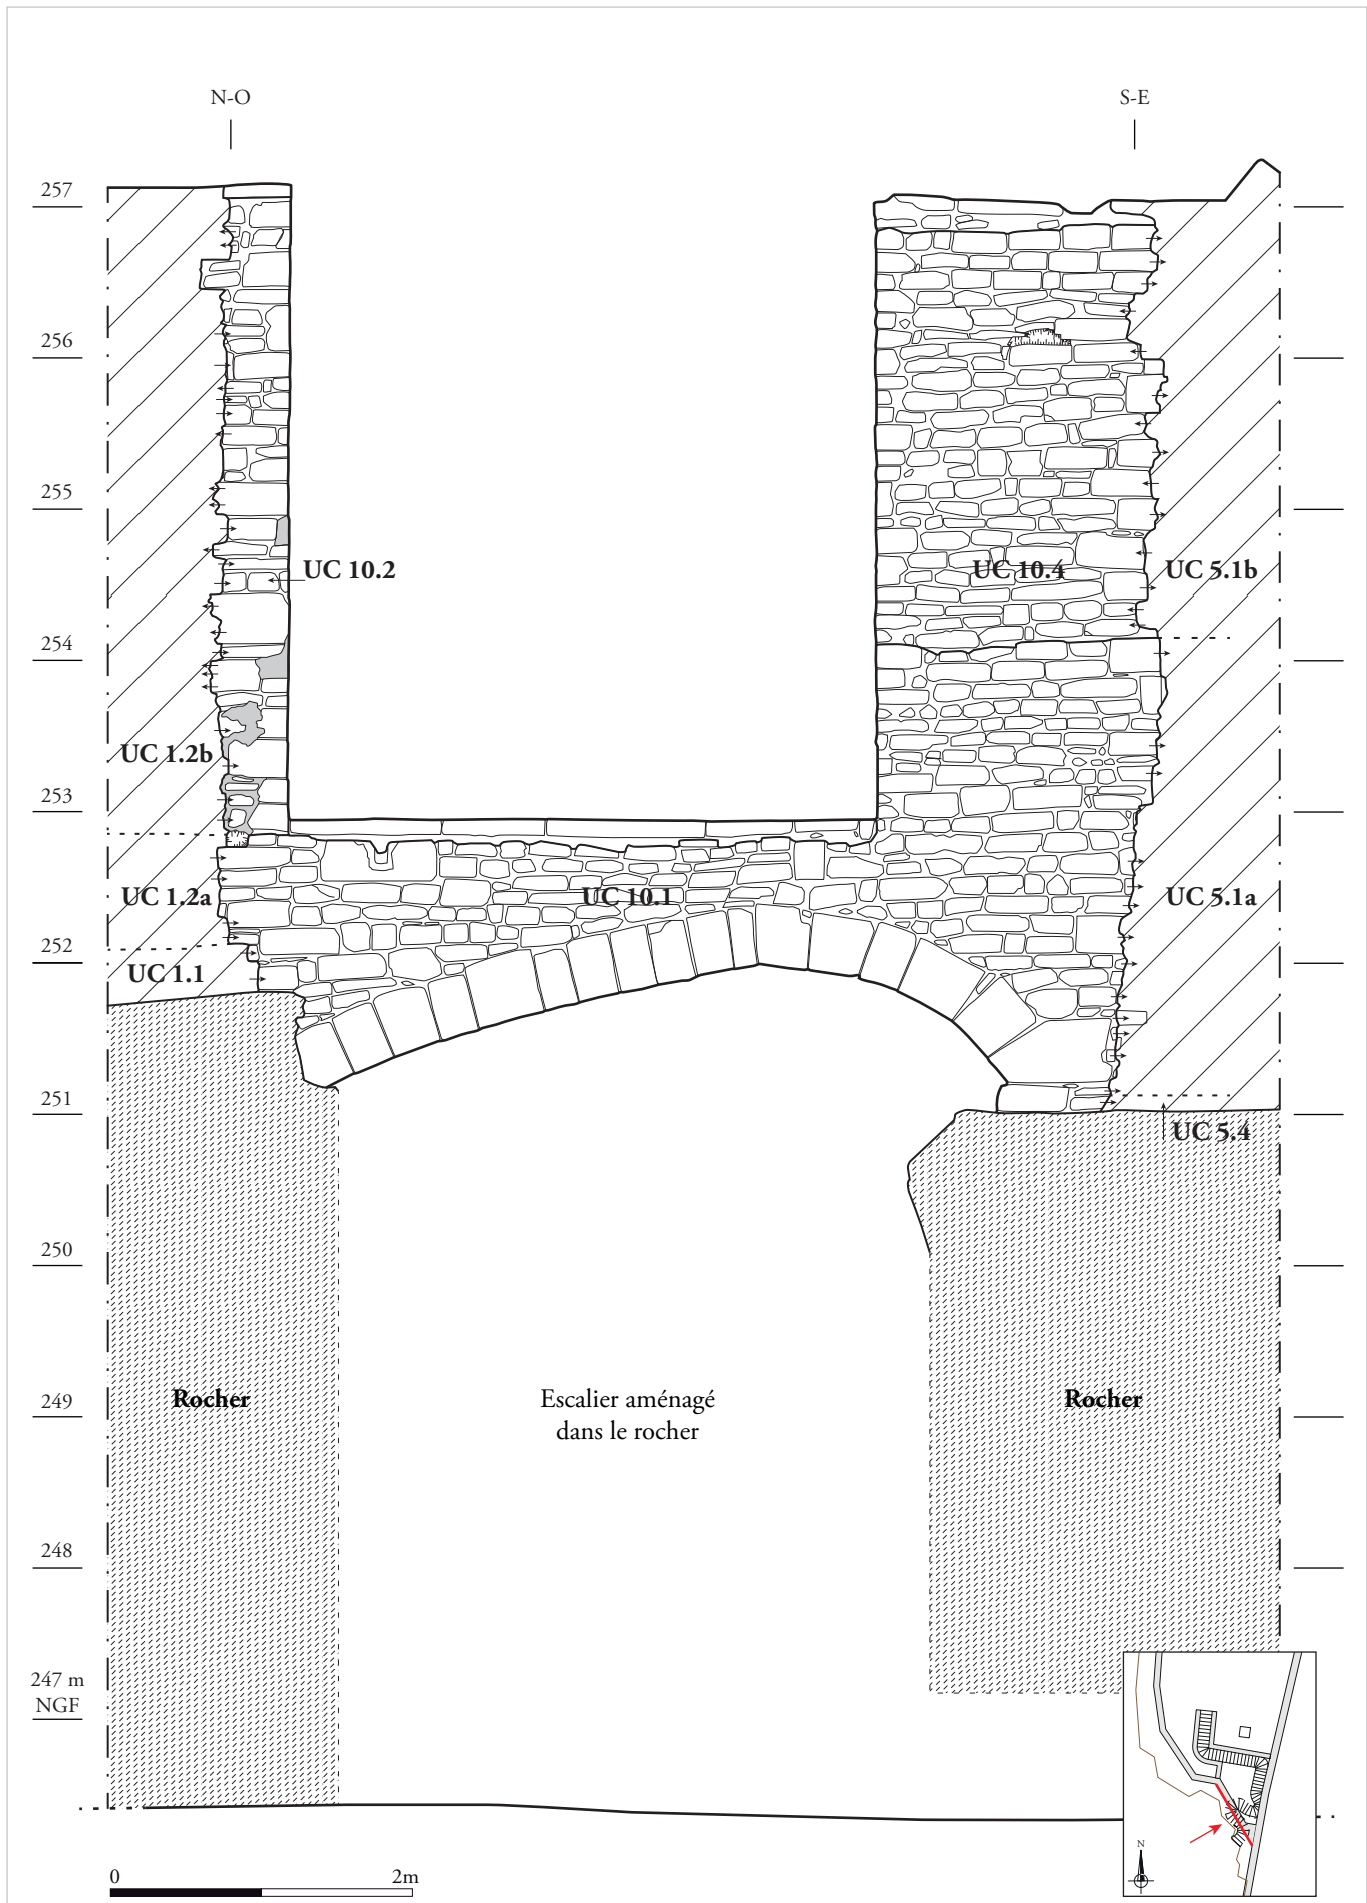 N-O
S-E
257
256
255
UC 10.2
UC 10.4
UC 5.1b
254
UC 1.2b
253
UC 1.2a
UC 10.1
UC 5.1a
252
UC 1.1
251
UC 5.4
250
249
Rocher
Escalier aménagé
dans le rocher
Rocher
248
247 m
NGF
N
0
2m